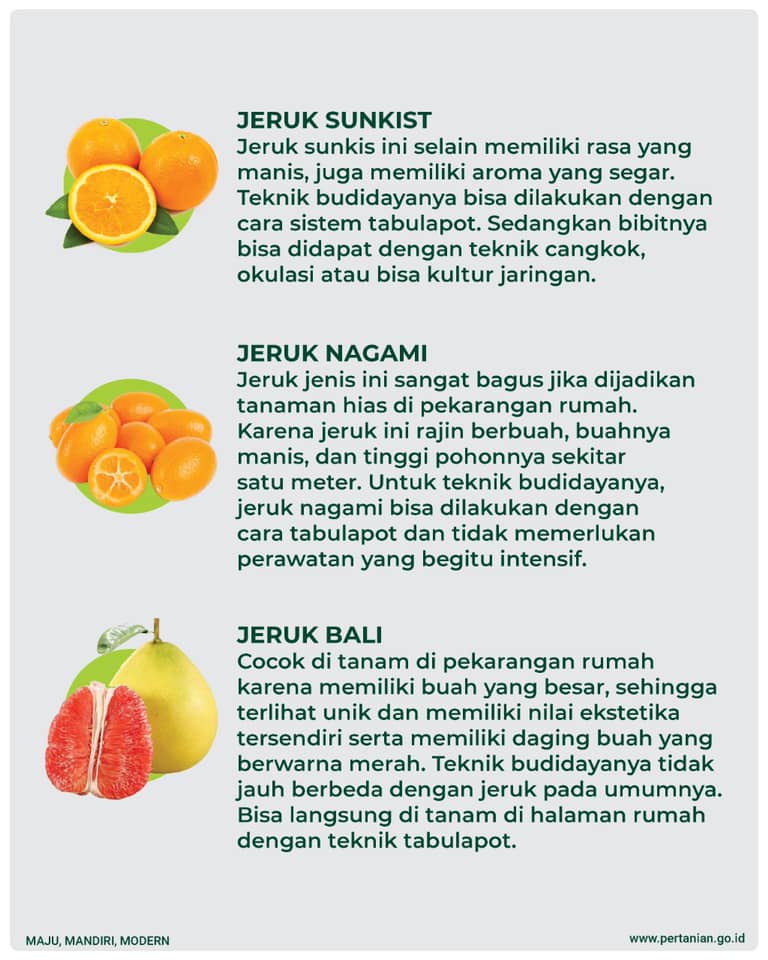 JERUK SUNKIST
Jeruk sunkis ini selain memiliki rasa yang
manis, juga memiliki aroma yang segar.
Teknik budidayanya bisa dilakukan dengan
cara sistem tabulapot. Sedangkan bibitnya
bisa didapat dengan teknik cangkok,
okulasi atau bisa kultur jaringan.
JERUK NAGAMI
Jeruk jenis ini sangat bagus jika dijadikan
tanaman hias di pekarangan rumah.
Karena jeruk ini rajin berbuah, buahnya
manis, dan tinggi pohonnya sekitar
satu meter. Untuk teknik budidayanya,
jeruk nagami bisa dilakukan dengan
cara tabulapot dan tidak memerlukan
perawatan yang begitu intensif.
JERUK BALI
Cocok di tanam di pekarangan rumah
karena memiliki buah yang besar, sehingga
terlihat unik dan memiliki nilai ekstetika
tersendiri serta memiliki daging buah yang
berwarna merah. Teknik budidayanya tidak
jauh berbeda dengan jeruk pada umumnya.
Bisa langsung di tanam di halaman rumah
dengan teknik tabulapot.
MAJU, MANDIRI, MODERN
www.pertanian.go.id